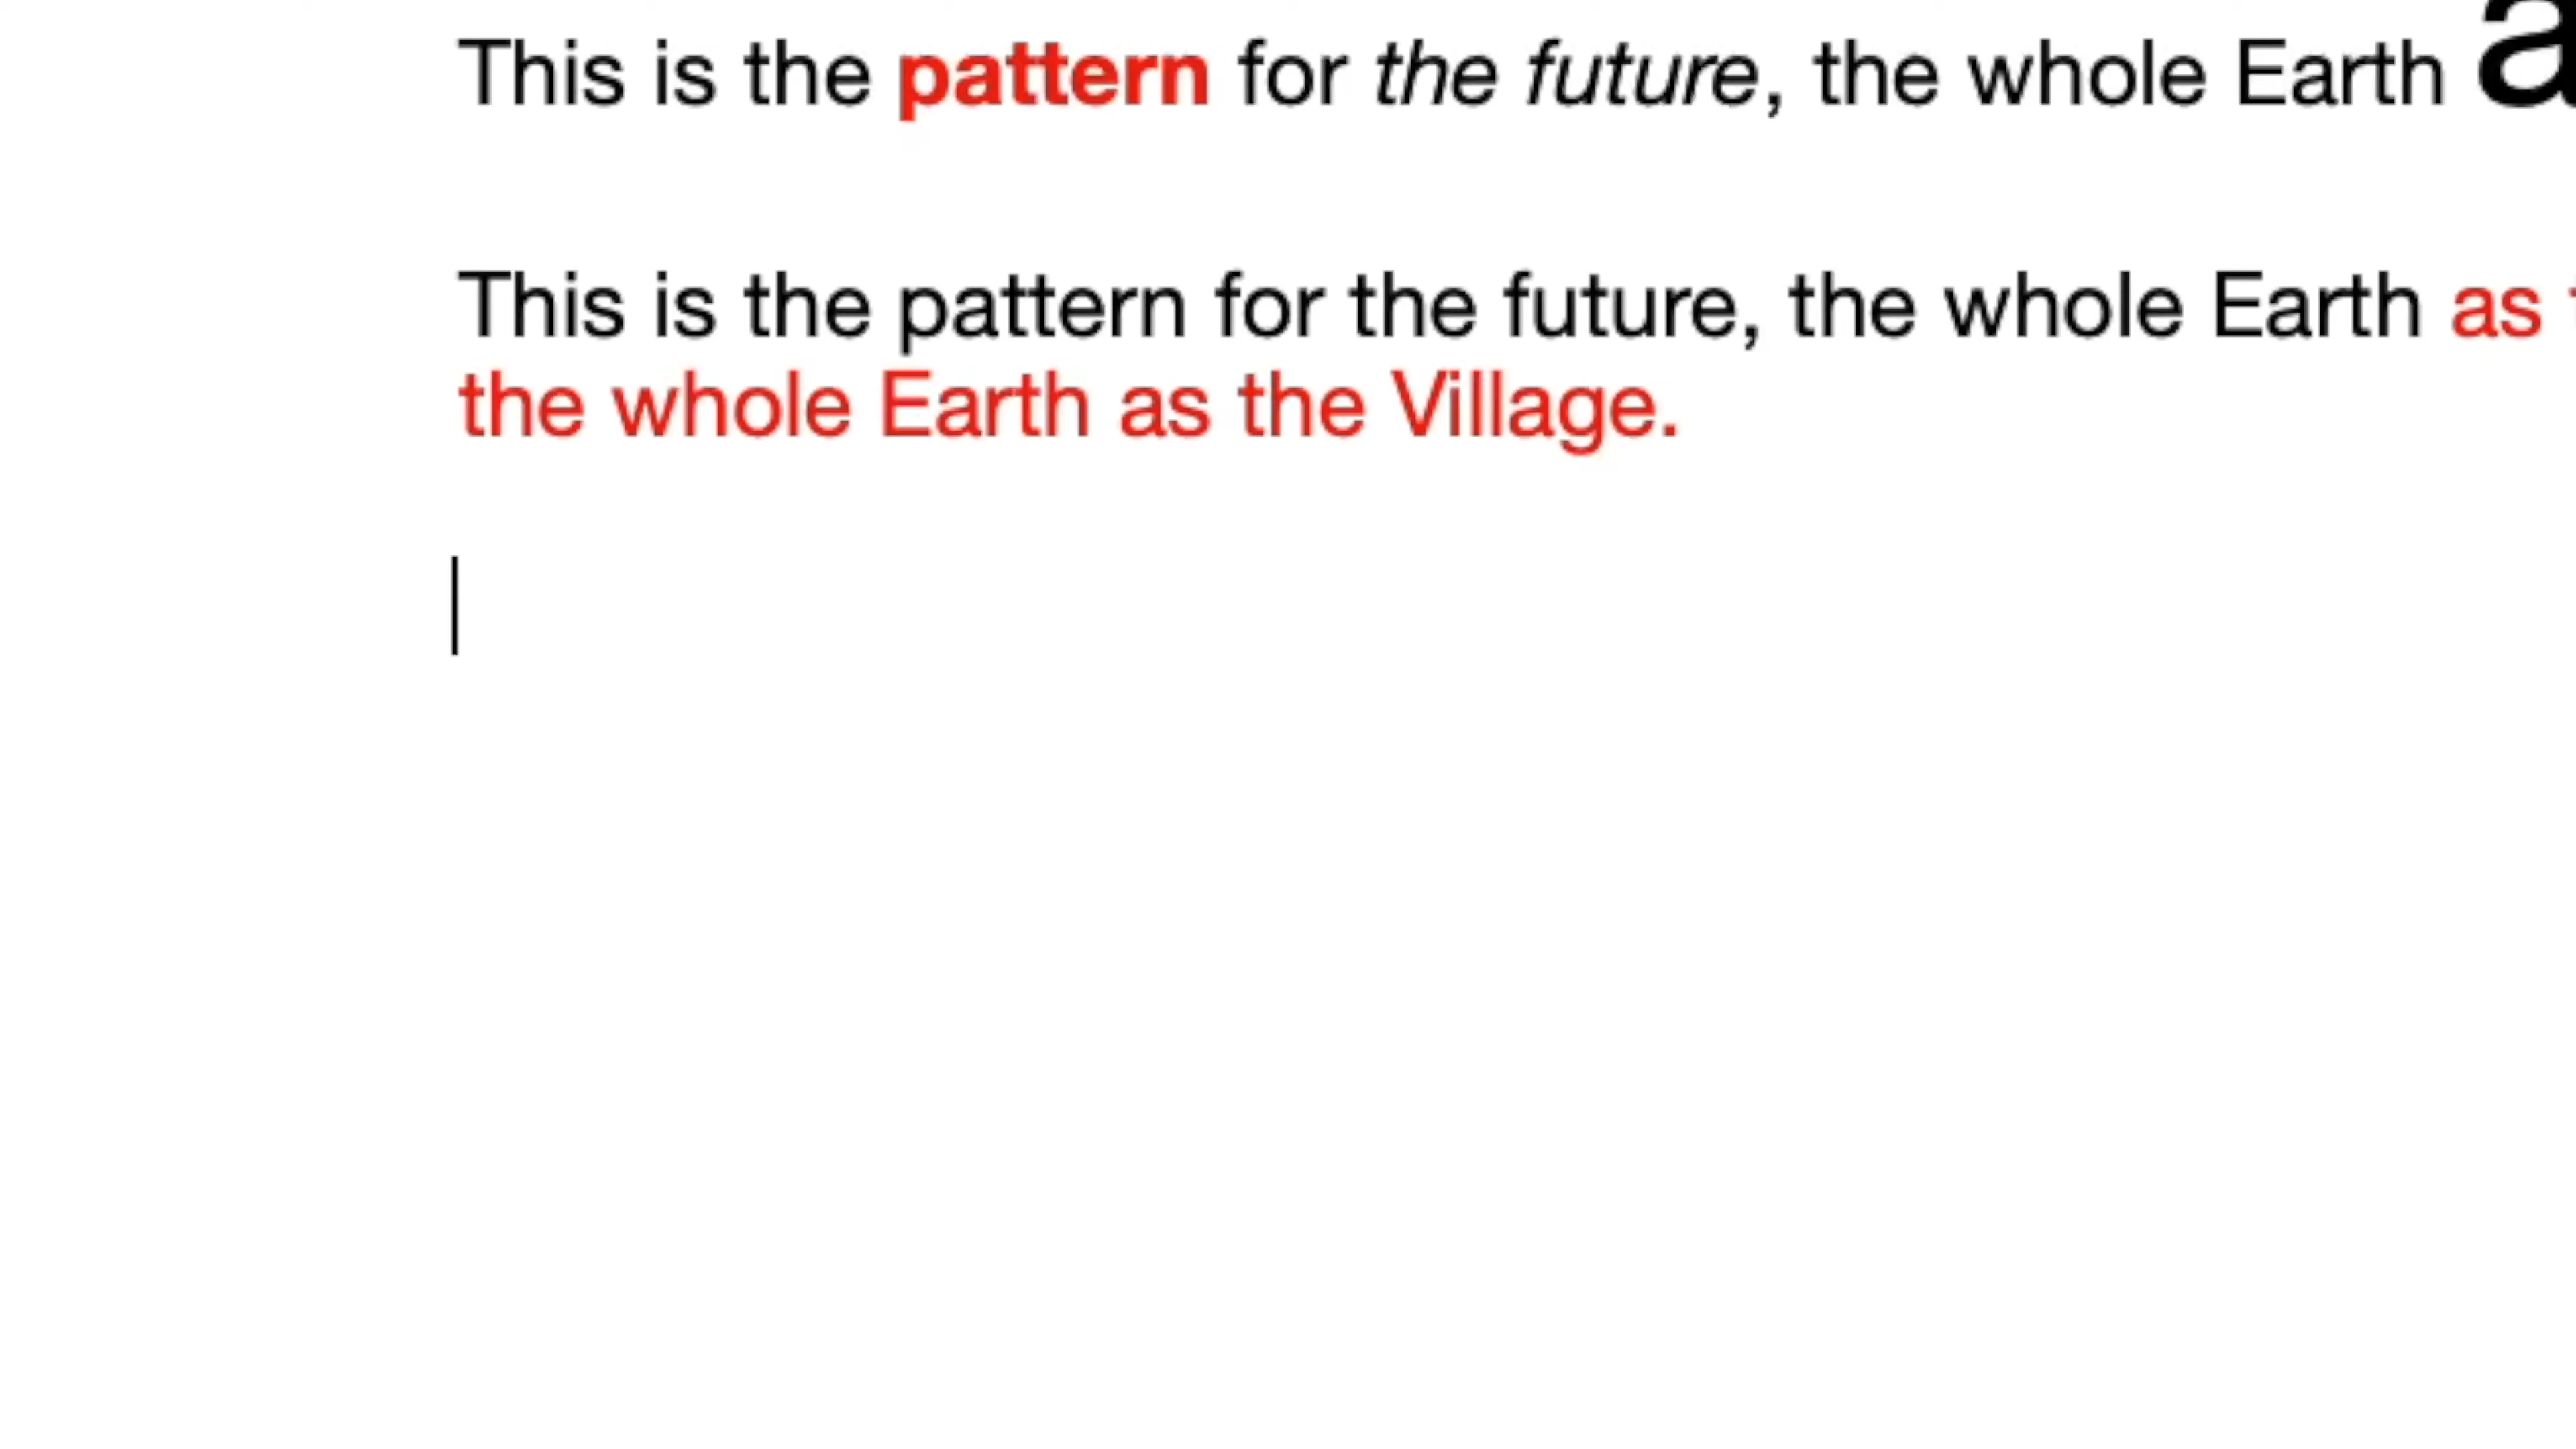 This is the pattern for the future, the whole Earth
This is the pattern for the future, the whole Earth as
the whole Earth as the Village.